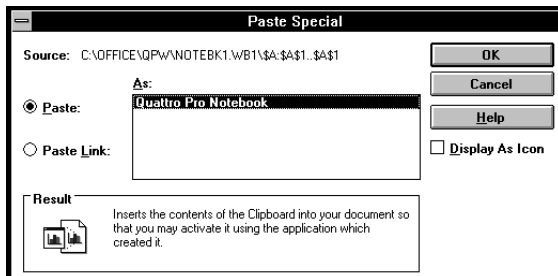 Paste Special
Source: C:\OFFICE\QPW\NOTEBK1.WB1\$A:$A$1..$A$1
OK
As:
Cancel
Paste:
Quattro Pro Notebook
Help
Paste Link:
Display As Icon
Result
Inserts the contents of the Clipboard into your document so
that you may activate it using the application which
created it.